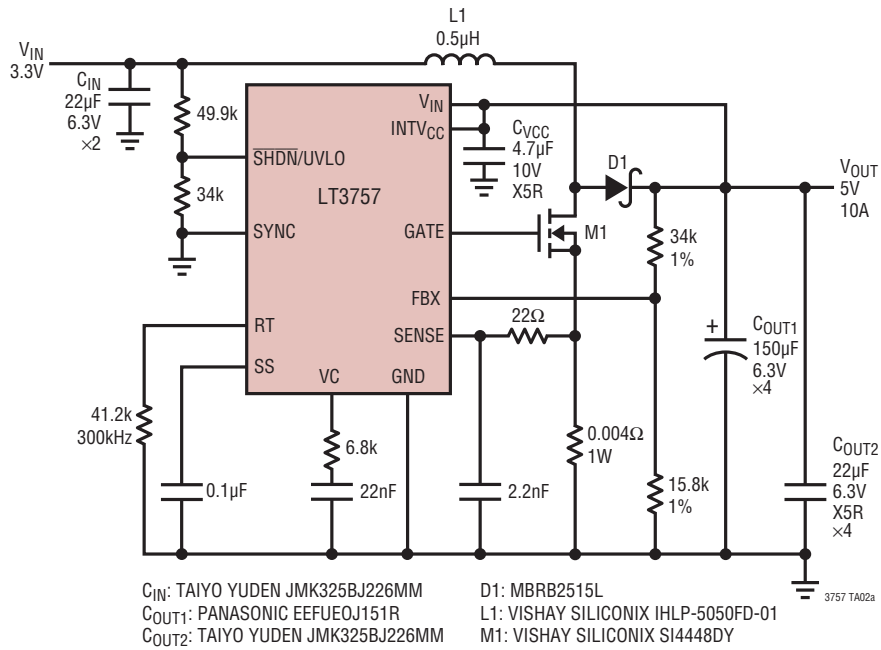 L1
0.5µH
VIN
3.3V
CIN
22µF
6.3V
×2
49.9k
34k
SHDN/UVLO
SYNC
LT3757
VIN
INTVCC
CVCC
4.7µF
10V
X5R
D1
VOUT
5V
10A
GATE
M1
34k
1%
FBX
22Ω
SENSE
RT
SS
VC
GND
COUT1
+
150µF
6.3V
×4
41.2k
300kHz
0.1µF
6.8k
22nF
2.2nF
0.004Ω
1W
15.8k
1%
COUT2
22µF
6.3V
X5R
×4
3757 TA02a
CIN: TAIYO YUDEN JMK325BJ226MM
COUT1: PANASONIC EEFUEOJ151R
COUT2: TAIYO YUDEN JMK325BJ226MM
D1: MBRB2515L
L1: VISHAY SILICONIX IHLP-5050FD-01
M1: VISHAY SILICONIX SI4448DY